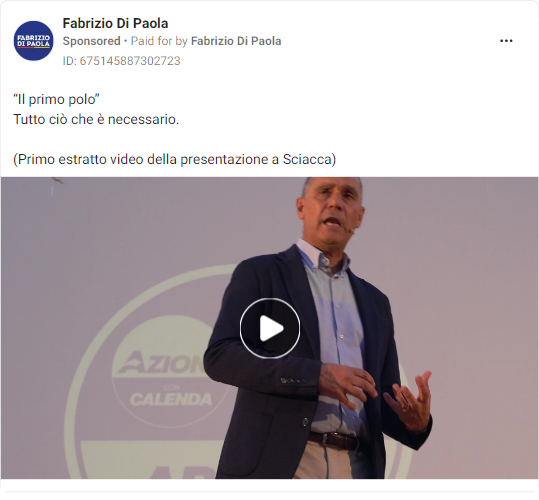 FABRIZIO
DI PAOLA
Fabrizio Di Paola
Sponsored • Paid for by Fabrizio Di Paola
ID: 675145887302723
“Il primo polo”
Tutto ciò che è necessario.
(Primo estratto video della presentazione a Sciacca)
AZION
CON
CALENDA